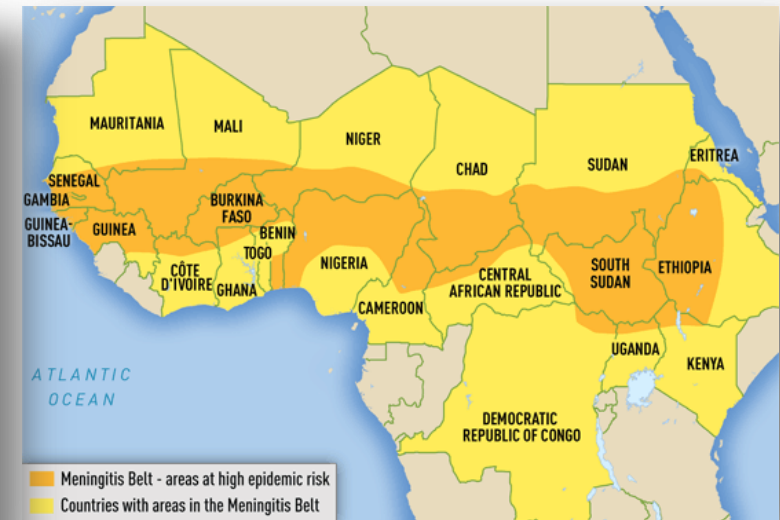 MAURITANIA
MALI
NIGER
CHAD
SUDAN
ERITREA
SENEGAL
GAMBIA
GUINEA-
BISSAU
GUINEA
BURKINA
FASO
BENIN
TOGO
CÔTE
D'IVOIRE
GHANA
NIGERIA
CAMEROON
CENTRAL
AFRICAN REPUBLIC
SOUTH
SUDAN
ETHIOPIA
UGANDA
KENYA
DEMOCRATIC
REPUBLIC OF CONGO
ATLANTIC
OCEAN
Meningitis Belt - areas at high epidemic risk
Countries with areas in the Meningitis Belt